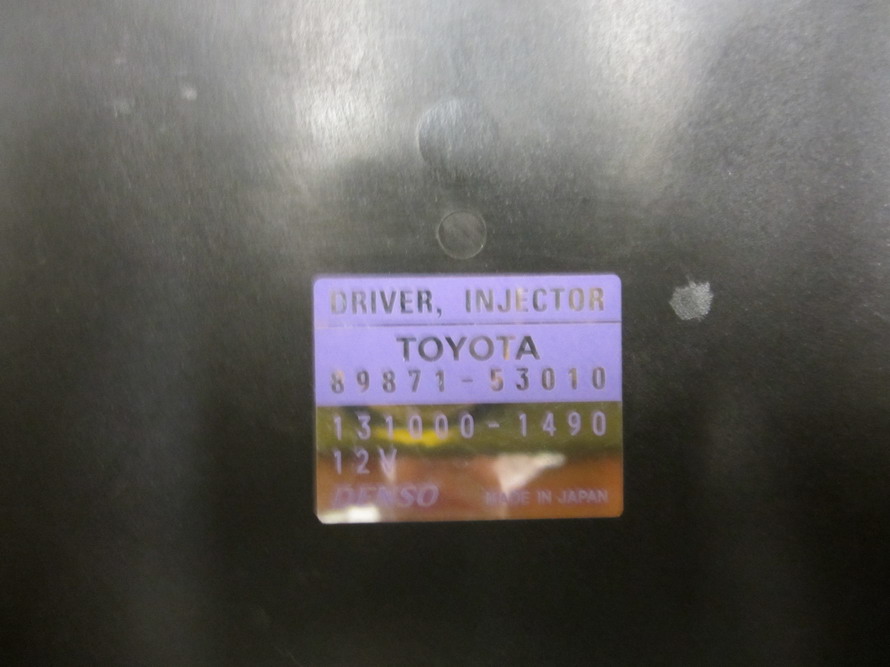 DRIVER, INJECTOR
TOYOTA
89871-53010
131000-1490
12V
DENSO MADE IN JAPAN